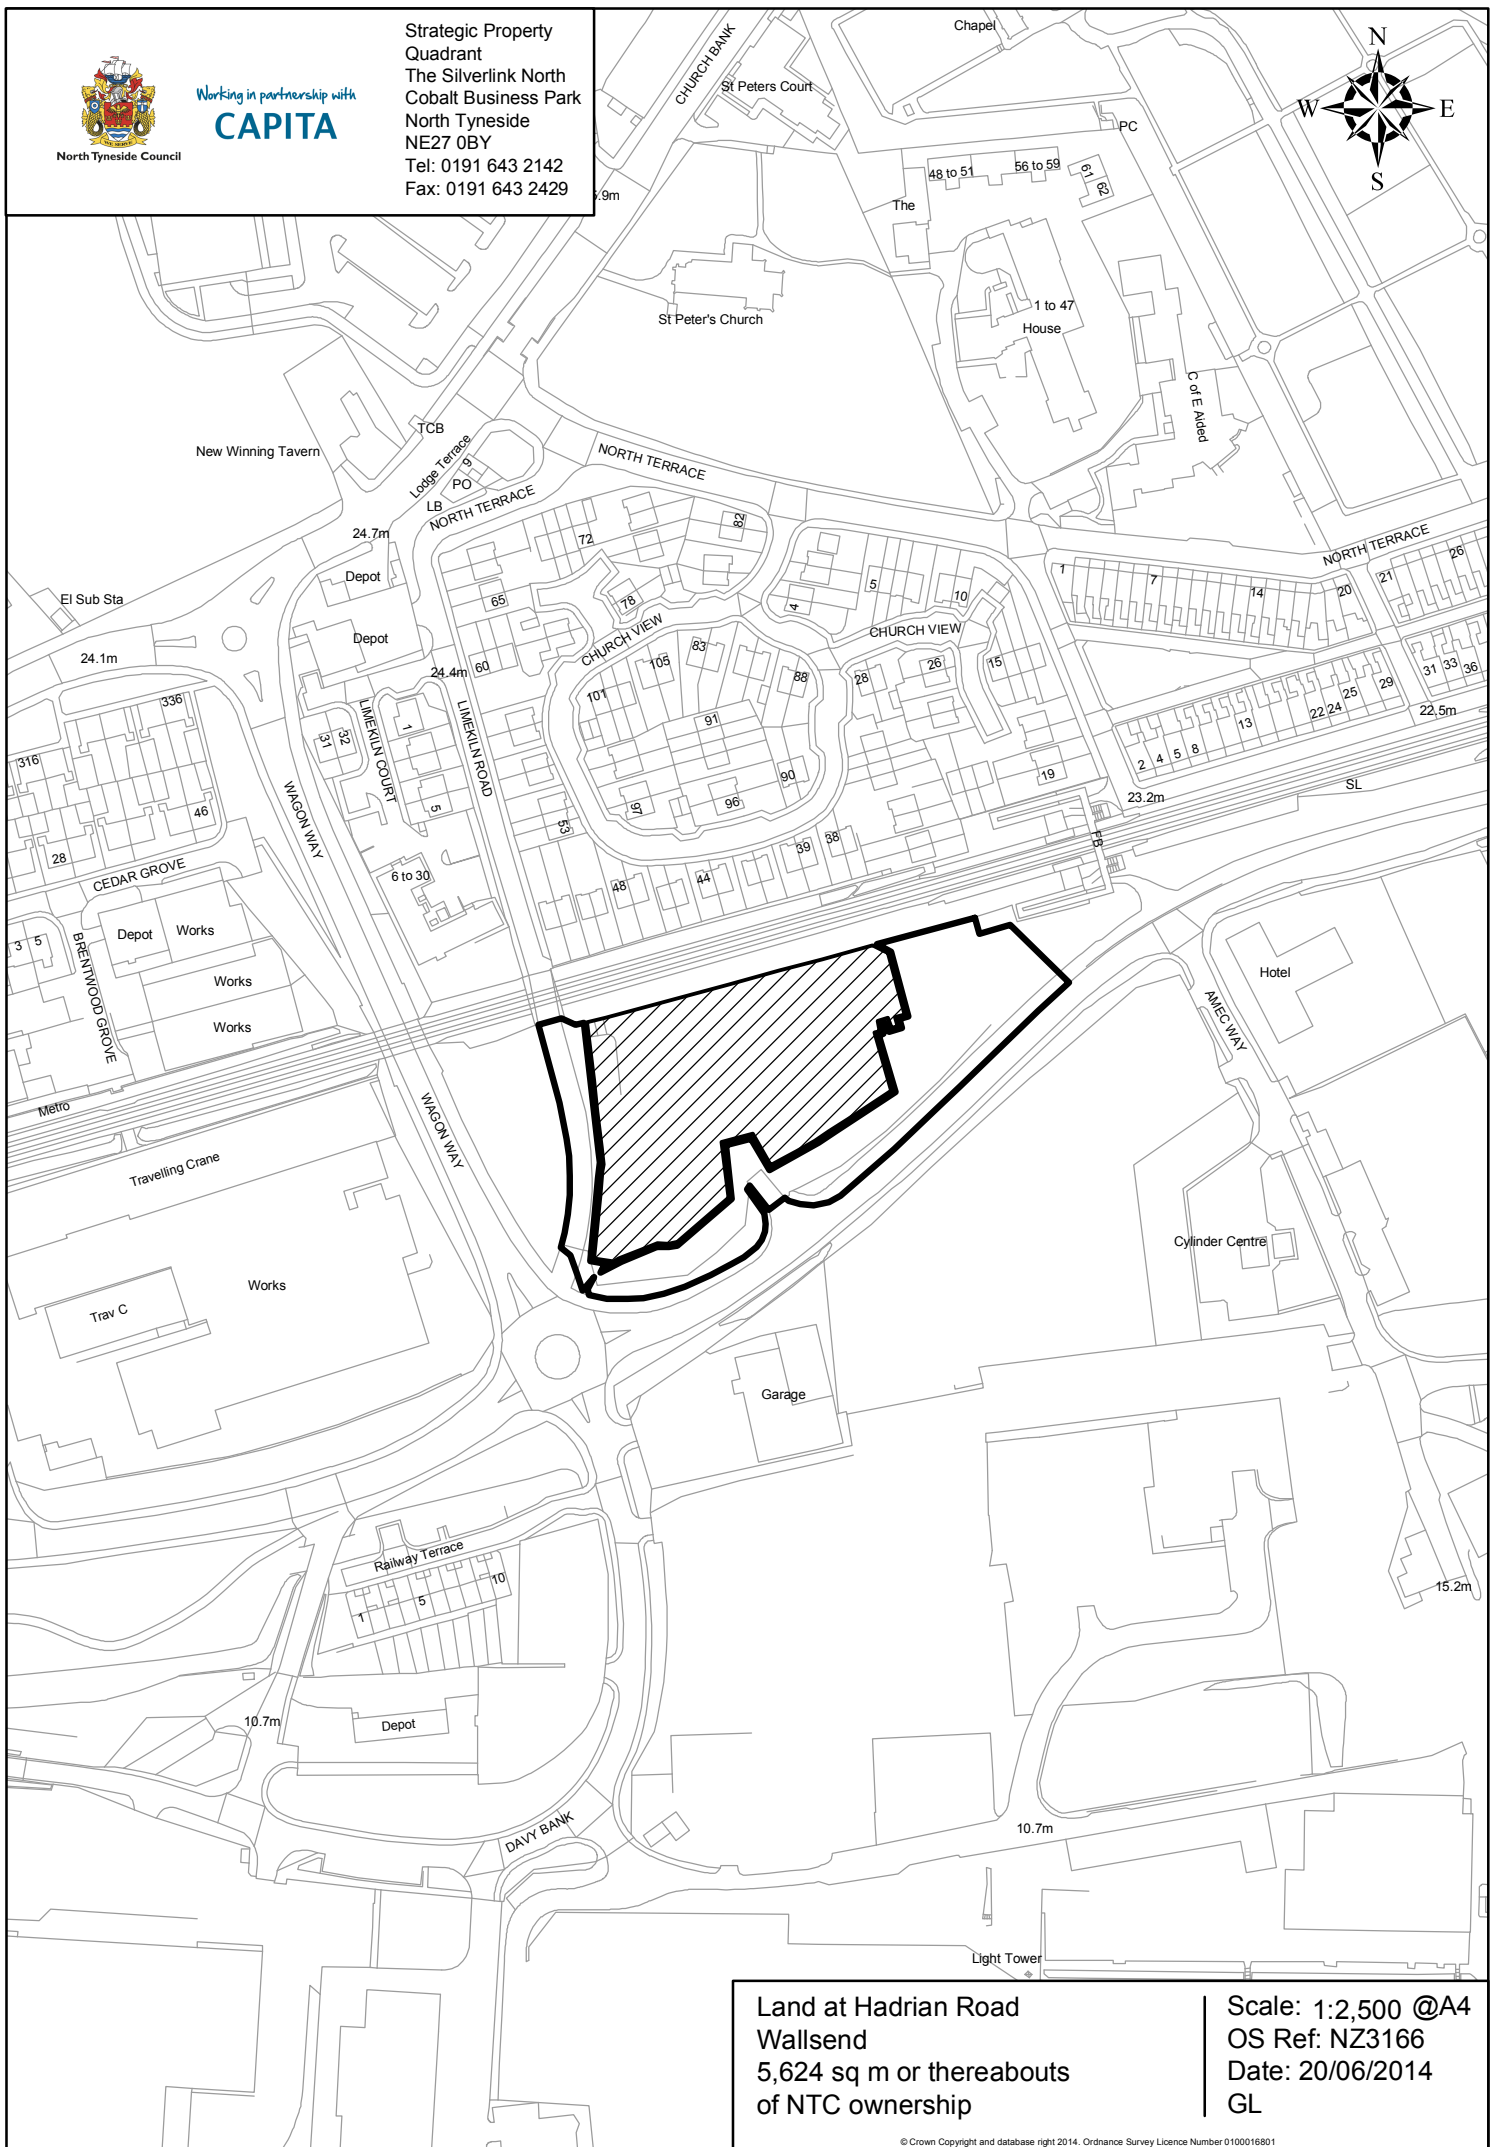 WE SERVE
North Tyneside Council
Working in partnership with
CAPITA
Strategic Property
Quadrant
The Silverlink North
Cobalt Business Park
North Tyneside
NE27 0BY
Tel: 0191 643 2142
Fax: 0191 643 2429
N
W
E
S
Chapel
CHURCH BANK
St Peters Court
PC
48 to 51
56 to 59
61
62
The
.9m
1 to 47
House
St Peter's Church
C of E Aided
New Winning Tavern
TCB
Lodge Terrace
9
PO
LB
NORTH TERRACE
NORTH TERRACE
NORTH TERRACE
24.7m
Depot
El Sub Sta
Depot
24.1m
24.4m
72
82
65
78
60
CHURCH VIEW
101
105
83
88
91
90
97
96
53
48
44
39
38
4
5
10
CHURCH VIEW
28
26
15
19
1
7
14
20
21
26
31
33
36
2
4
5
8
13
22
24
25
29
22.5m
23.2m
SL
FB
336
316
46
28
CEDAR GROVE
31
32
LIMEKILN COURT
1
5
LIMEKILN ROAD
WAGON WAY
6 to 30
3
5
BRENTWOOD GROVE
Depot
Works
Works
Works
Hotel
AMEC WAY
Metro
WAGON WAY
Travelling Crane
Works
Trav C
Cylinder Centre
Garage
Railway Terrace
1
5
10
15.2m
10.7m
Depot
DAVY BANK
10.7m
Light Tower
Land at Hadrian Road
Wallsend
5,624 sq m or thereabouts
of NTC ownership
Scale: 1:2,500 @A4
OS Ref: NZ3166
Date: 20/06/2014
GL
© Crown Copyright and database right 2014. Ordnance Survey Licence Number 0100016801